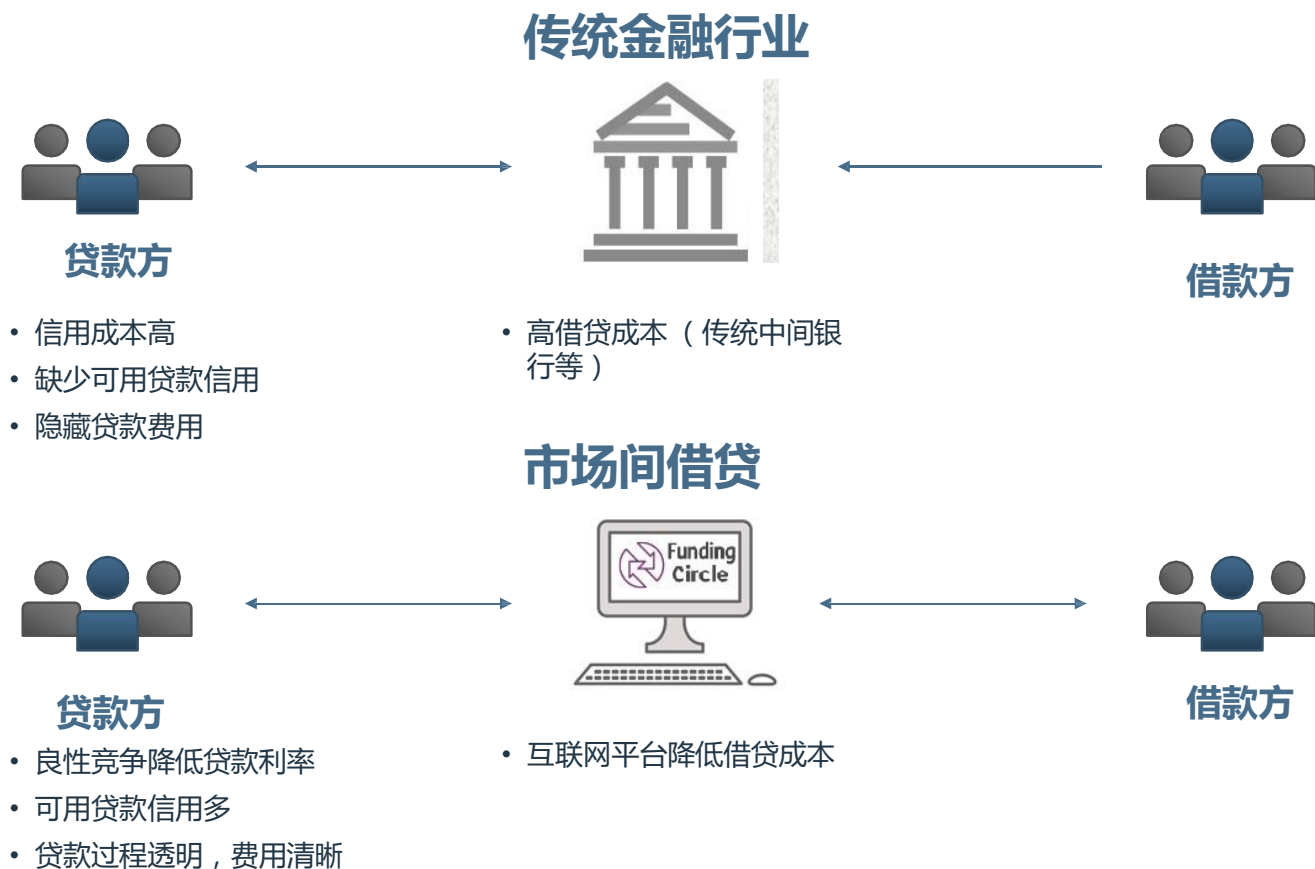 传统金融行业
贷款方
借款方
• 信用成本高
• 缺少可用贷款信用
• 隐藏贷款费用
• 高借贷成本（传统中间银
行等）
市场间借贷
Funding
Circle
贷款方
借款方
• 良性竞争降低贷款利率
• 可用贷款信用多
• 贷款过程透明，费用清晰
• 互联网平台降低借贷成本